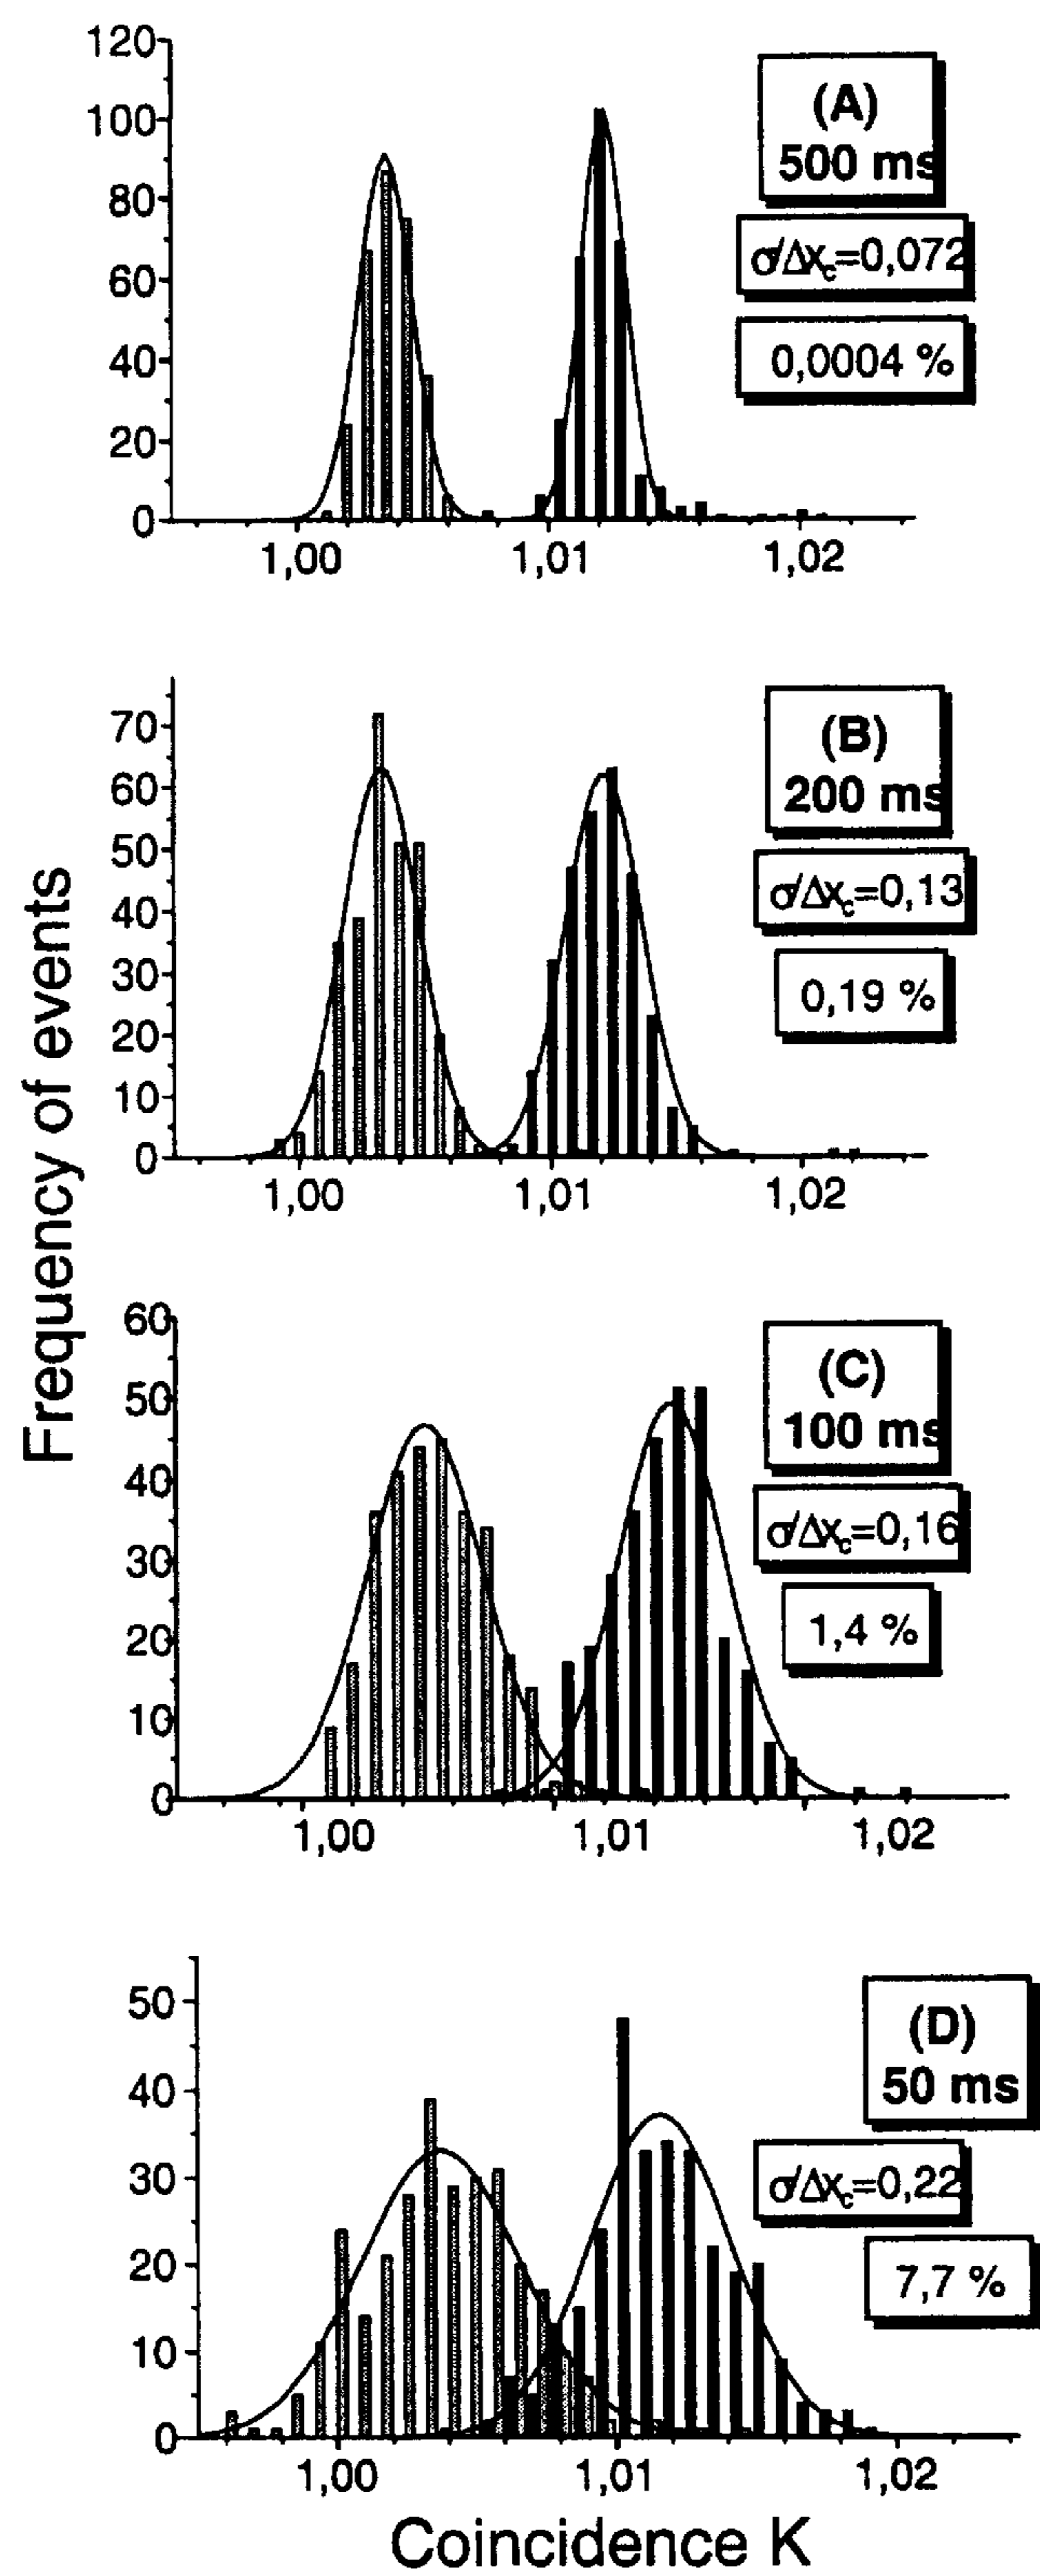 Frequency of events
120
100
80
60
40
20
0
1,00 1,01 1,02
(A)
500 ms
σ/Δx_c=0,072
0,0004 %
70
60
50
40
30
20
10
0
1,00 1,01 1,02
(B)
200 ms
σ/Δx_c=0,13
0,19 %
60
50
40
30
20
10
0
1,00 1,01 1,02
(C)
100 ms
σ/Δx_c=0,16
1,4 %
50
40
30
20
10
0
1,00 1,01 1,02
(D)
50 ms
σ/Δx_c=0,22
7,7 %
Coincidence K